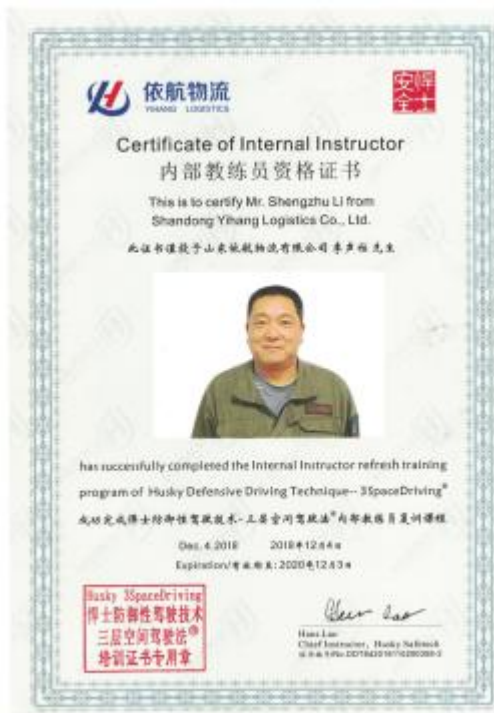 依航物流
YIHANG LOGISTICS
悍士
安全
Certificate of Internal Instructor
内部教练员资格证书
This is to certify Mr. Shengzhu Li from
Shandong Yihang Logistics Co., Ltd.
此证书谨授予山东依航物流有限公司李声柱先生
has successfully completed the Internal Instructor refresh training
program of Husky Defensive Driving Technique-- 3SpaceDriving®
成功完成悍士防御性驾驶技术-三层空间驾驶法®内部教练员复训课程
Dec. 4.2018 2018年12月4日
Expiration/有效期至:2020年12月3日
Husky 3SpaceDriving
悍士防御性驾驶技术
三层空间驾驶法®
培训证书专用章
Hans Lao
Chief Instructor, Husky Safitech